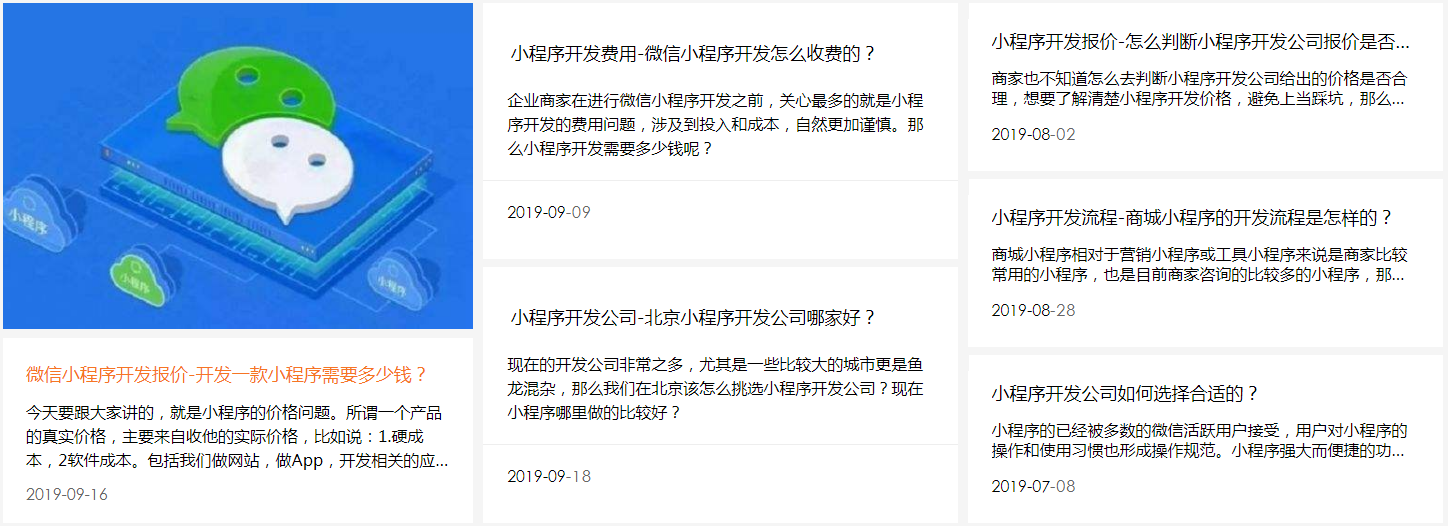 小程序
小程序
小程序
微信小程序开发报价-开发一款小程序需要多少钱？
今天要跟大家讲的，就是小程序的价格问题。所谓一个产品
的真实价格，主要来自收他的实际价格，比如说：1.硬成
本，2软件成本。包括我们做网站，做App，开发相关的应...
2019-09-16
小程序开发费用-微信小程序开发怎么收费的？
企业商家在进行微信小程序开发之前，关心最多的就是小程
序开发的费用问题，涉及到投入和成本，自然更加谨慎。那
么小程序开发需要多少钱呢？
2019-09-09
小程序开发公司-北京小程序开发公司哪家好？
现在的开发公司非常之多，尤其是一些比较大的城市更是鱼
龙混杂，那么我们在北京该怎么挑选小程序开发公司？现在
小程序哪里做的比较好？
2019-09-18
小程序开发报价-怎么判断小程序开发公司报价是否...
商家也不知道怎么去判断小程序开发公司给出的价格是否合
理，想要了解清楚小程序开发价格，避免上当踩坑，那么...
2019-08-02
小程序开发流程-商城小程序的开发流程是怎样的？
商城小程序相对于营销小程序或工具小程序来说是商家比较
常用的小程序，也是目前商家咨询的比较多的小程序，那...
2019-08-28
小程序开发公司如何选择合适的？
小程序的已经被多数的微信活跃用户接受，用户对小程序的
操作和使用习惯也形成操作规范。小程序强大而便捷的功...
2019-07-08